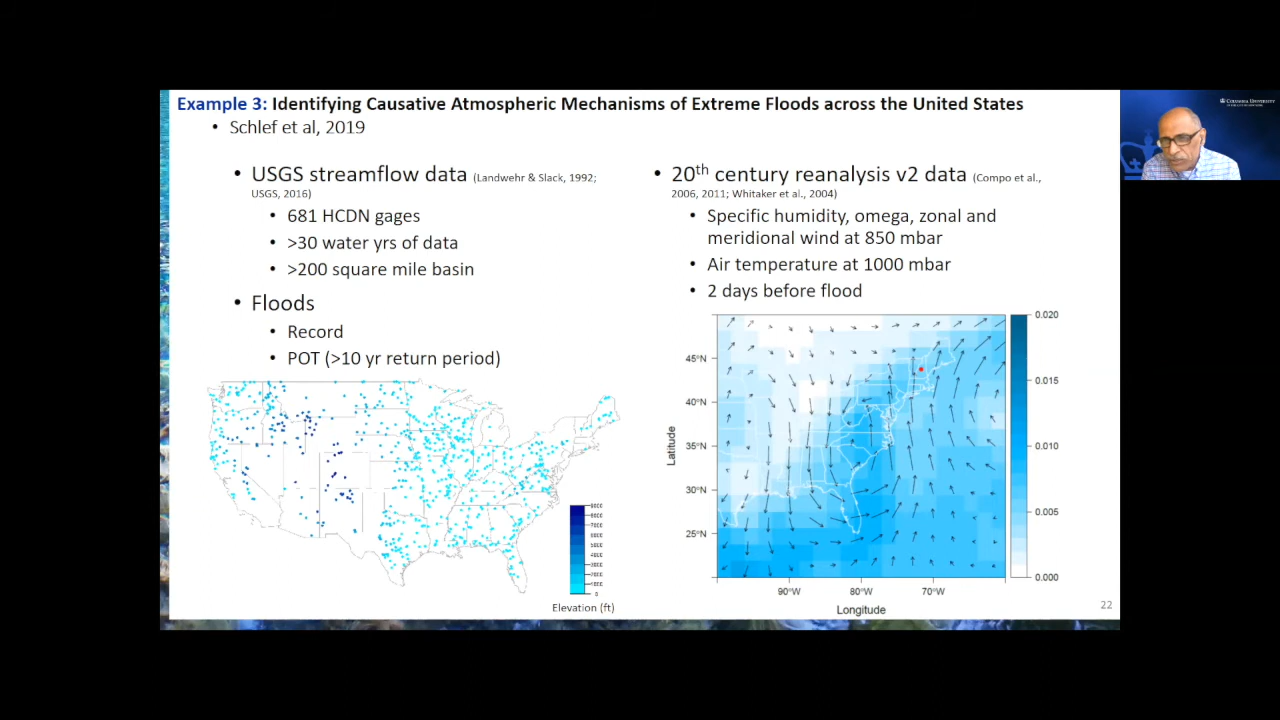 Example 3: Identifying Causative Atmospheric Mechanisms of Extreme Floods across the United States
• Schlef et al, 2019
• USGS streamflow data (Landwehr & Slack, 1992;
USGS, 2016)
• 681 HCDN gages
• >30 water yrs of data
• >200 square mile basin
• Floods
• Record
• POT (>10 yr return period)
Elevation (ft)
• 20th century reanalysis v2 data (Compo et al.,
2006, 2011; Whitaker et al., 2004)
• Specific humidity, omega, zonal and
meridional wind at 850 mbar
• Air temperature at 1000 mbar
• 2 days before flood
45°N
40°N
35°N
30°N
25°N
Latitude
90°W
80°W
70°W
Longitude
0.020
0.015
0.010
0.005
0.000
22
COLUMBIA UNIVERSITY